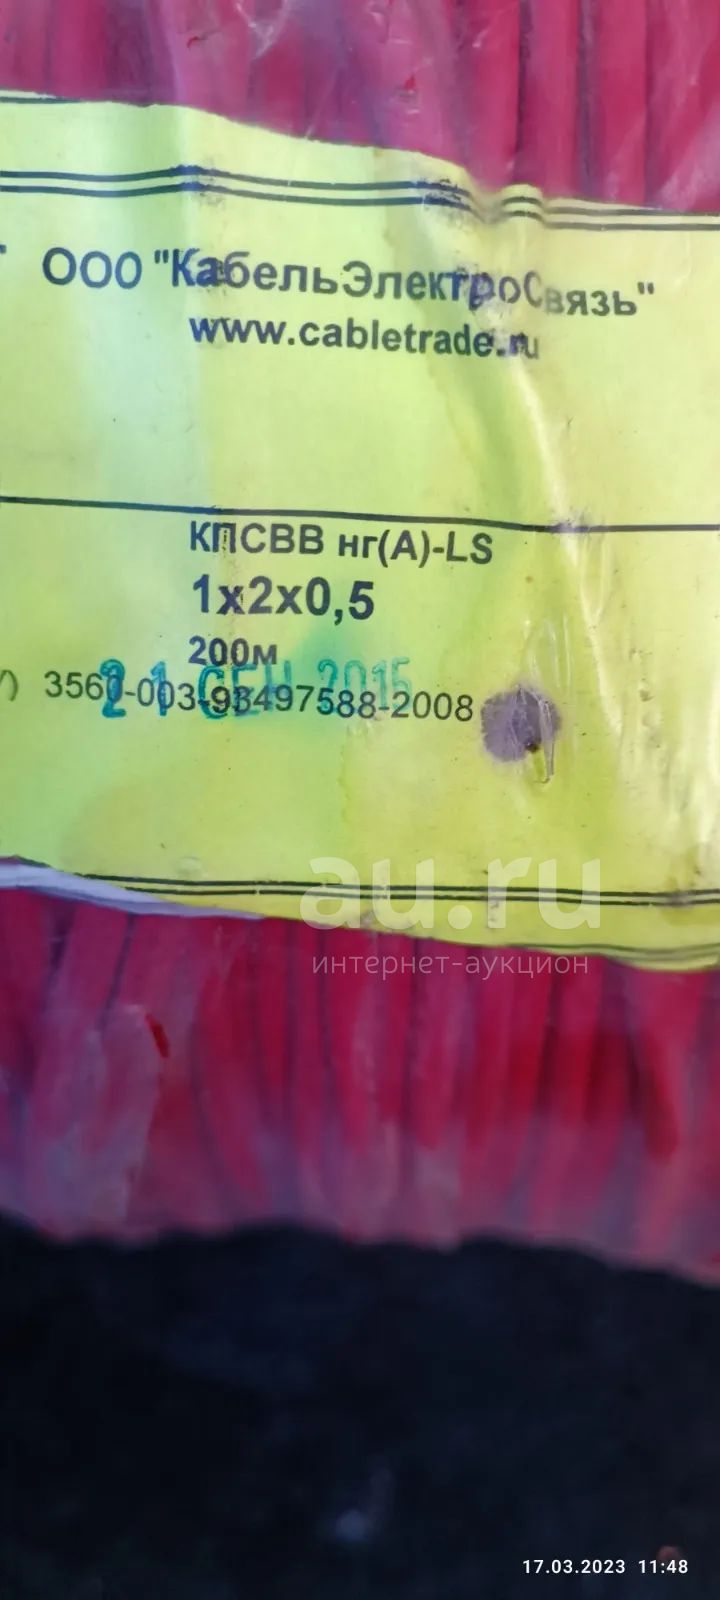 ООО "КабельЭлектроСвязь"
www.cabletrade.ru
КПСВВ нг(А)-LS
1х2х0,5
200м
21 СЕН 2015
3560-003-93497588-2008
au.ru
интернет-аукцион
17.03.2023 11:48